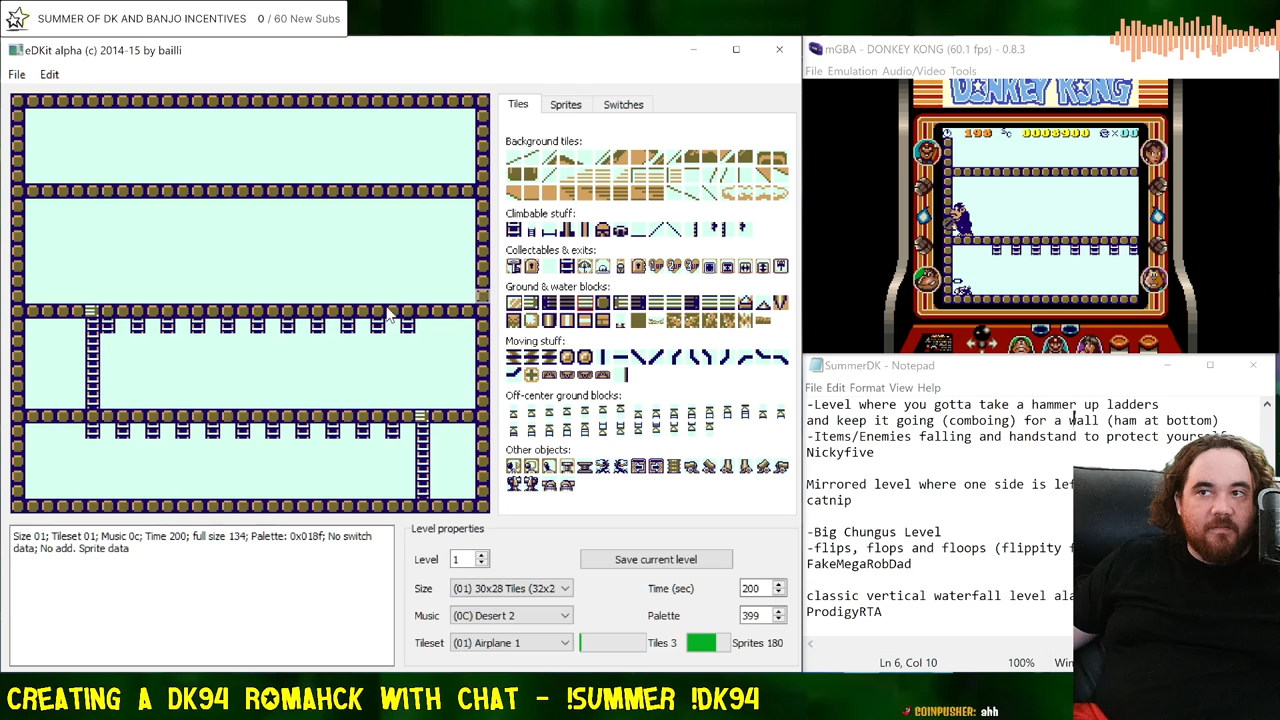 SUMMER OF DK AND BANJO INCENTIVES 0 / 60 New Subs
eDKit alpha (c) 2014-15 by bailli
File Edit
Tiles Sprites Switches
Background tiles:
Climbable stuff:
Collectables & exits:
Ground & water blocks:
Moving stuff:
Off-center ground blocks:
Other objects:
Size 01; Tileset 01; Music 0c; Time 200; full size 134; Palette: 0x018f; No switch
data; No add. Sprite data
Level properties
Level 1 Save current level
Size (01) 30x28 Tiles (32x2 Time (sec) 200
Music (0C) Desert 2 Palette 399
Tileset (01) Airplane 1 Tiles 3 Sprites 180
mGBA - DONKEY KONG (60.1 fps) - 0.8.3
File Emulation Audio/Video Tools
DONKEY KONG
198 003900 ×00
SummerDK - Notepad
File Edit Format View Help
-Level where you gotta take a hammer up ladders
and keep it going (comboing) for a wall (ham at bottom)
-Items/Enemies falling and handstand to protect yourself
Nickyfive
Mirrored level where one side is
catnip
-Big Chungus Level
-flips, flops and floops (flippity
FakeMegaRobDad
classic vertical waterfall level
ProdigyRTA
Ln 6, Col 10 100%
CREATING A DK94 ROMAHCK WITH CHAT - !SUMMER !DK94
COINPUSHER: ahh